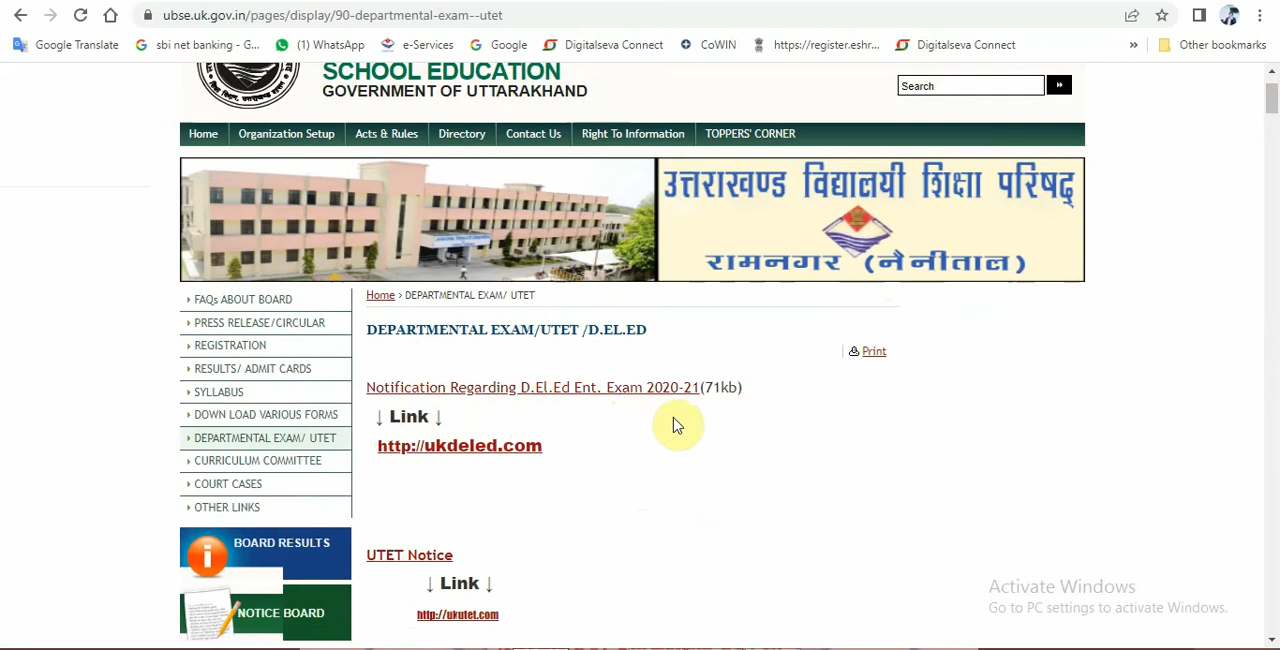 ubse.uk.gov.in/pages/display/90-departmental-exam--utet
Google Translate
sbi net banking - G...
(1) WhatsApp
e-Services
Google
Digitalseva Connect
CoWIN
https://register.eshr...
Digitalseva Connect
»
Other bookmarks
SCHOOL EDUCATION
GOVERNMENT OF UTTARAKHAND
Search
Home
Organization Setup
Acts & Rules
Directory
Contact Us
Right To Information
TOPPERS' CORNER
उत्तराखण्ड विद्यालयी शिक्षा परिषद्
रामनगर (नैनीताल)
FAQs ABOUT BOARD
PRESS RELEASE/CIRCULAR
REGISTRATION
RESULTS/ ADMIT CARDS
SYLLABUS
DOWN LOAD VARIOUS FORMS
DEPARTMENTAL EXAM/ UTET
CURRICULUM COMMITTEE
COURT CASES
OTHER LINKS
BOARD RESULTS
NOTICE BOARD
Home › DEPARTMENTAL EXAM/ UTET
DEPARTMENTAL EXAM/UTET /D.EL.ED
Print
Notification Regarding D.El.Ed Ent. Exam 2020-21(71kb)
↓ Link ↓
http://ukdeled.com
UTET Notice
↓ Link ↓
http://ukutet.com
Activate Windows
Go to PC settings to activate Windows.